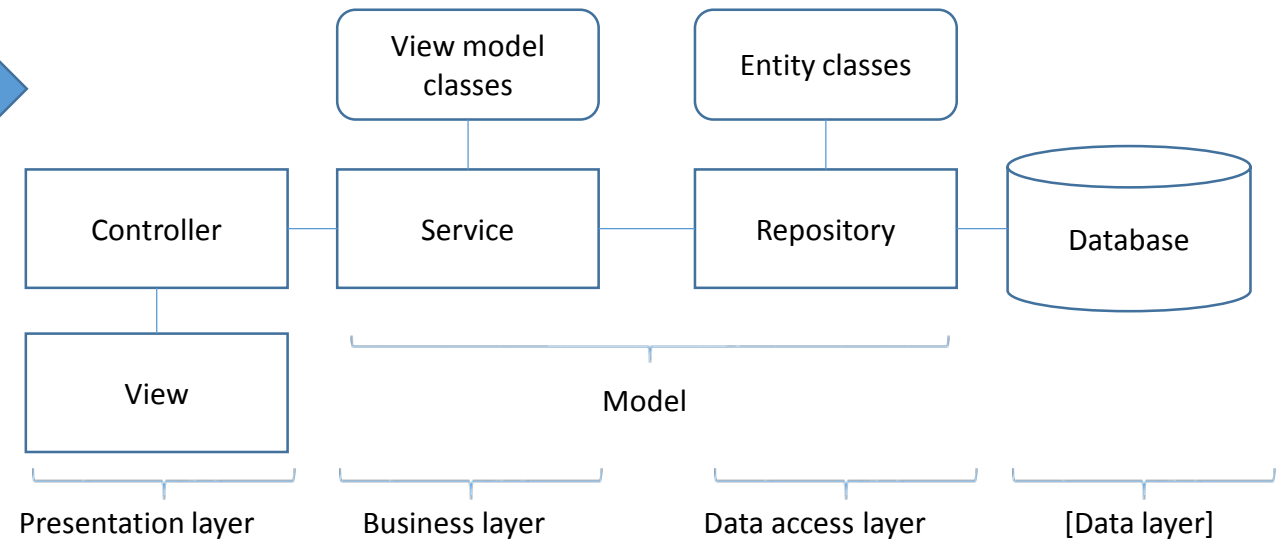 View model
classes
Entity classes
Controller
Service
Repository
Database
View
Model
Presentation layer
Business layer
Data access layer
[Data layer]